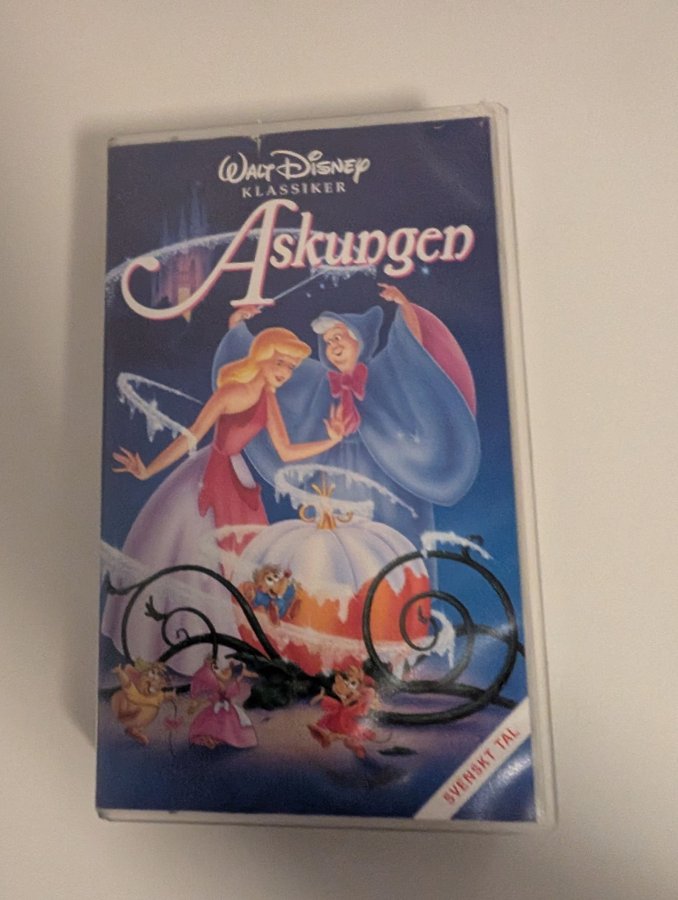 Walt Disney
KLASSIKER
Askungen
SVENSKT TAL